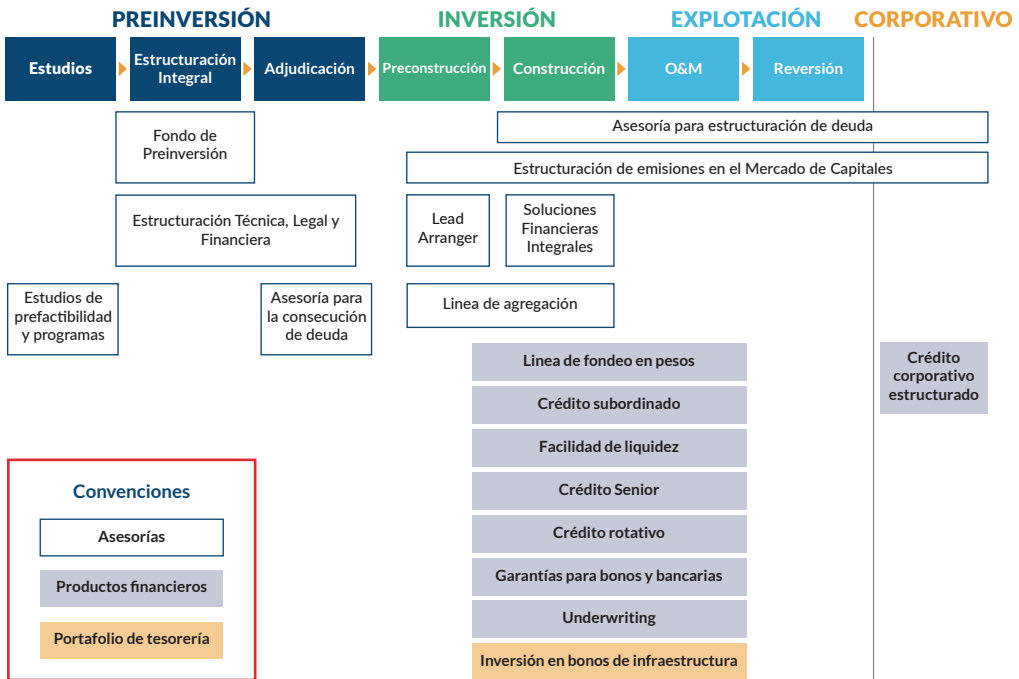 PREINVERSIÓN
INVERSIÓN
EXPLOTACIÓN
CORPORATIVO
Estudios
Estructuración
Integral
Adjudicación
Preconstrucción
Construcción
O&M
Reversión
Fondo de
Preinversión
Asesoría para estructuración de deuda
Estructuración de emisiones en el Mercado de Capitales
Estructuración Técnica, Legal y
Financiera
Lead
Arranger
Soluciones
Financieras
Integrales
Estudios de
prefactibilidad
y programas
Asesoría para
la consecución
de deuda
Linea de agregación
Linea de fondeo en pesos
Crédito
corporativo
estructurado
Crédito subordinado
Facilidad de liquidez
Crédito Senior
Crédito rotativo
Garantías para bonos y bancarias
Underwriting
Inversión en bonos de infraestructura
Convenciones
Asesorías
Productos financieros
Portafolio de tesorería